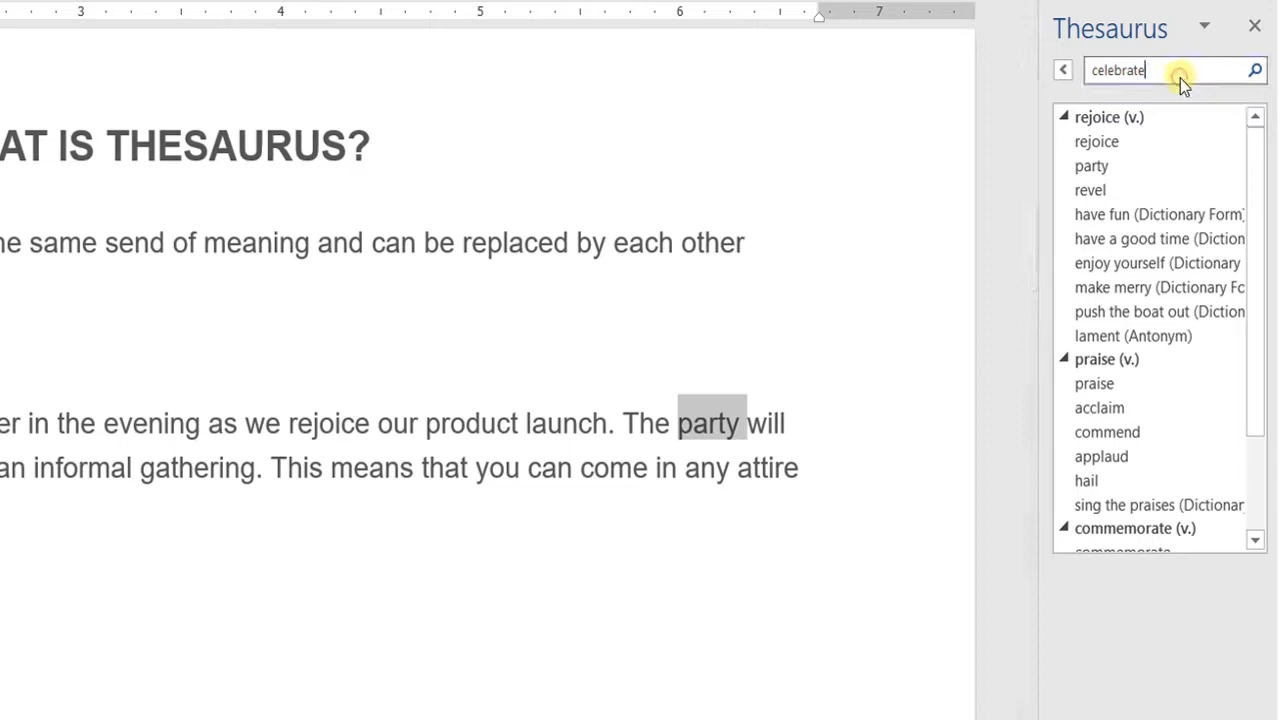 3 4 5 6 7
Thesaurus
celebrate
AT IS THESAURUS?
he same send of meaning and can be replaced by each other
er in the evening as we rejoice our product launch. The party will
an informal gathering. This means that you can come in any attire
rejoice (v.)
rejoice
party
revel
have fun (Dictionary Form)
have a good time (Diction
enjoy yourself (Dictionary
make merry (Dictionary Fo
push the boat out (Diction
lament (Antonym)
praise (v.)
praise
acclaim
commend
applaud
hail
sing the praises (Dictionar
commemorate (v.)
commemorate